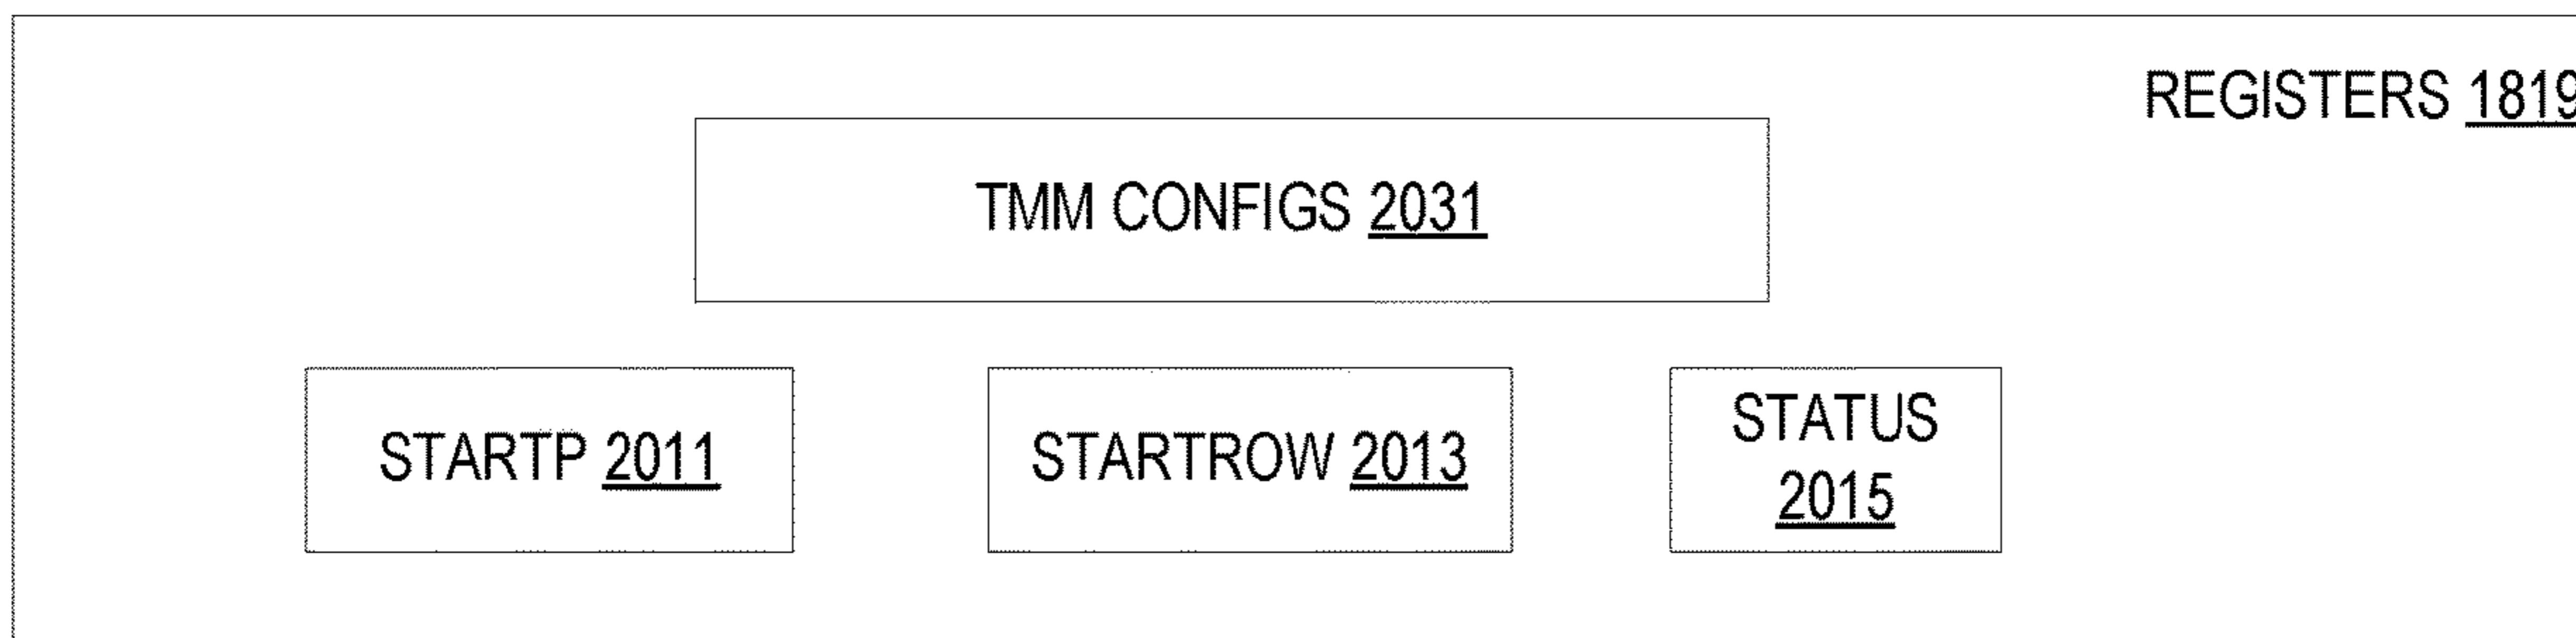 REGISTERS 1819
TMM CONFIGS 2031
STARTP 2011
STARTROW 2013
STATUS
2015